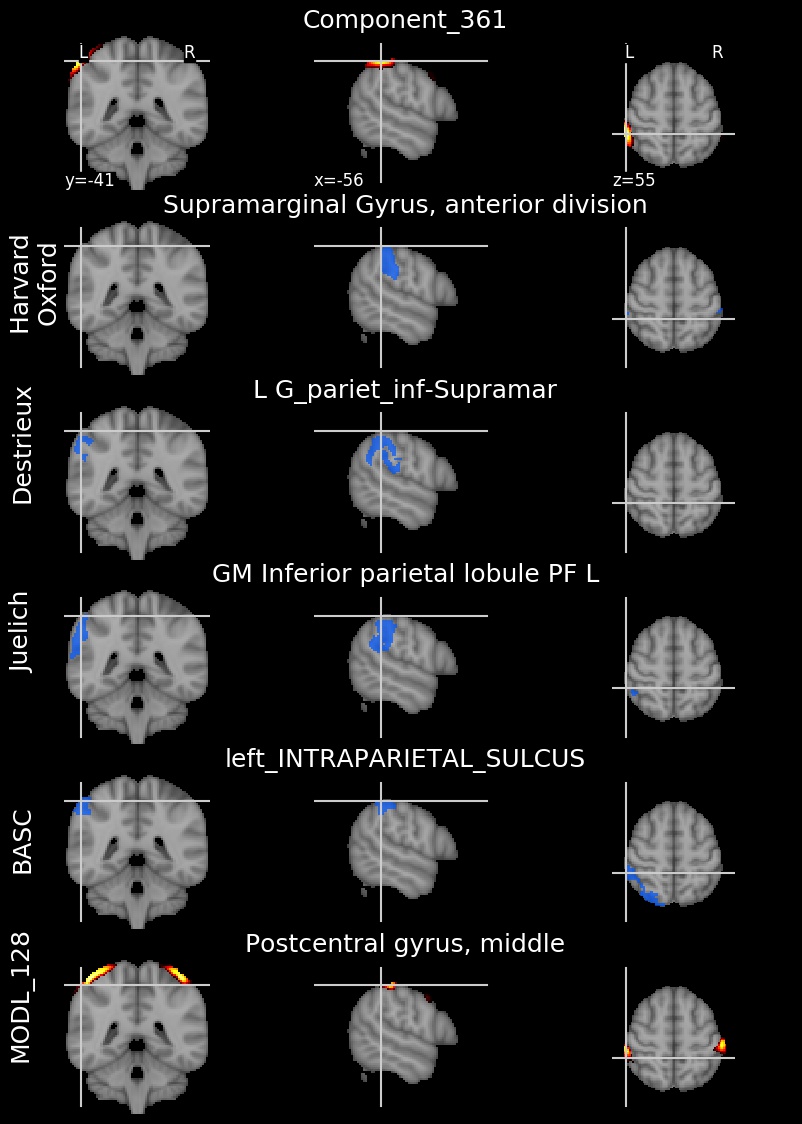 Component_361
L R
L R
y=-41
x=-56
z=55
Supramarginal Gyrus, anterior division
Harvard
Oxford
L G_pariet_inf-Supramar
Destrieux
GM Inferior parietal lobule PF L
Juelich
left_INTRAPARIETAL_SULCUS
BASC
Postcentral gyrus, middle
MODL_128